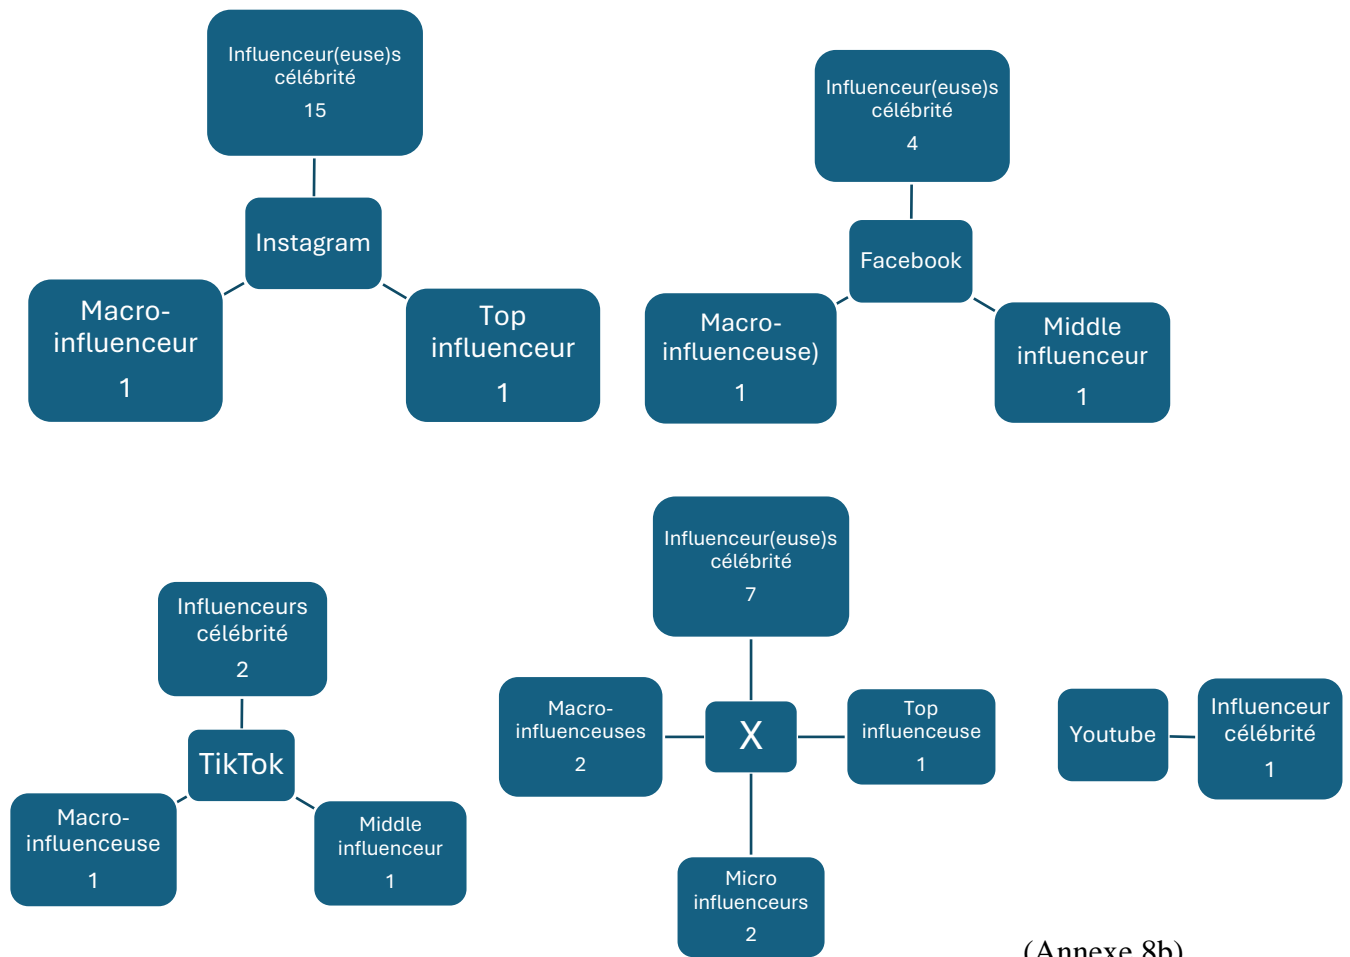 Influenceur(euse)s
célébrité
15
Instagram
Macro-
influenceur
1
Top
influenceur
1
Influenceur(euse)s
célébrité
4
Facebook
Macro-
influenceuse)
1
Middle
influenceur
1
Influenceurs
célébrité
2
TikTok
Macro-
influenceuse
1
Middle
influenceur
1
Influenceur(euse)s
célébrité
7
Macro-
influenceuses
2
X
Top
influenceuse
1
Micro
influenceurs
2
Youtube
Influenceur
célébrité
1
(Annexe 8b)